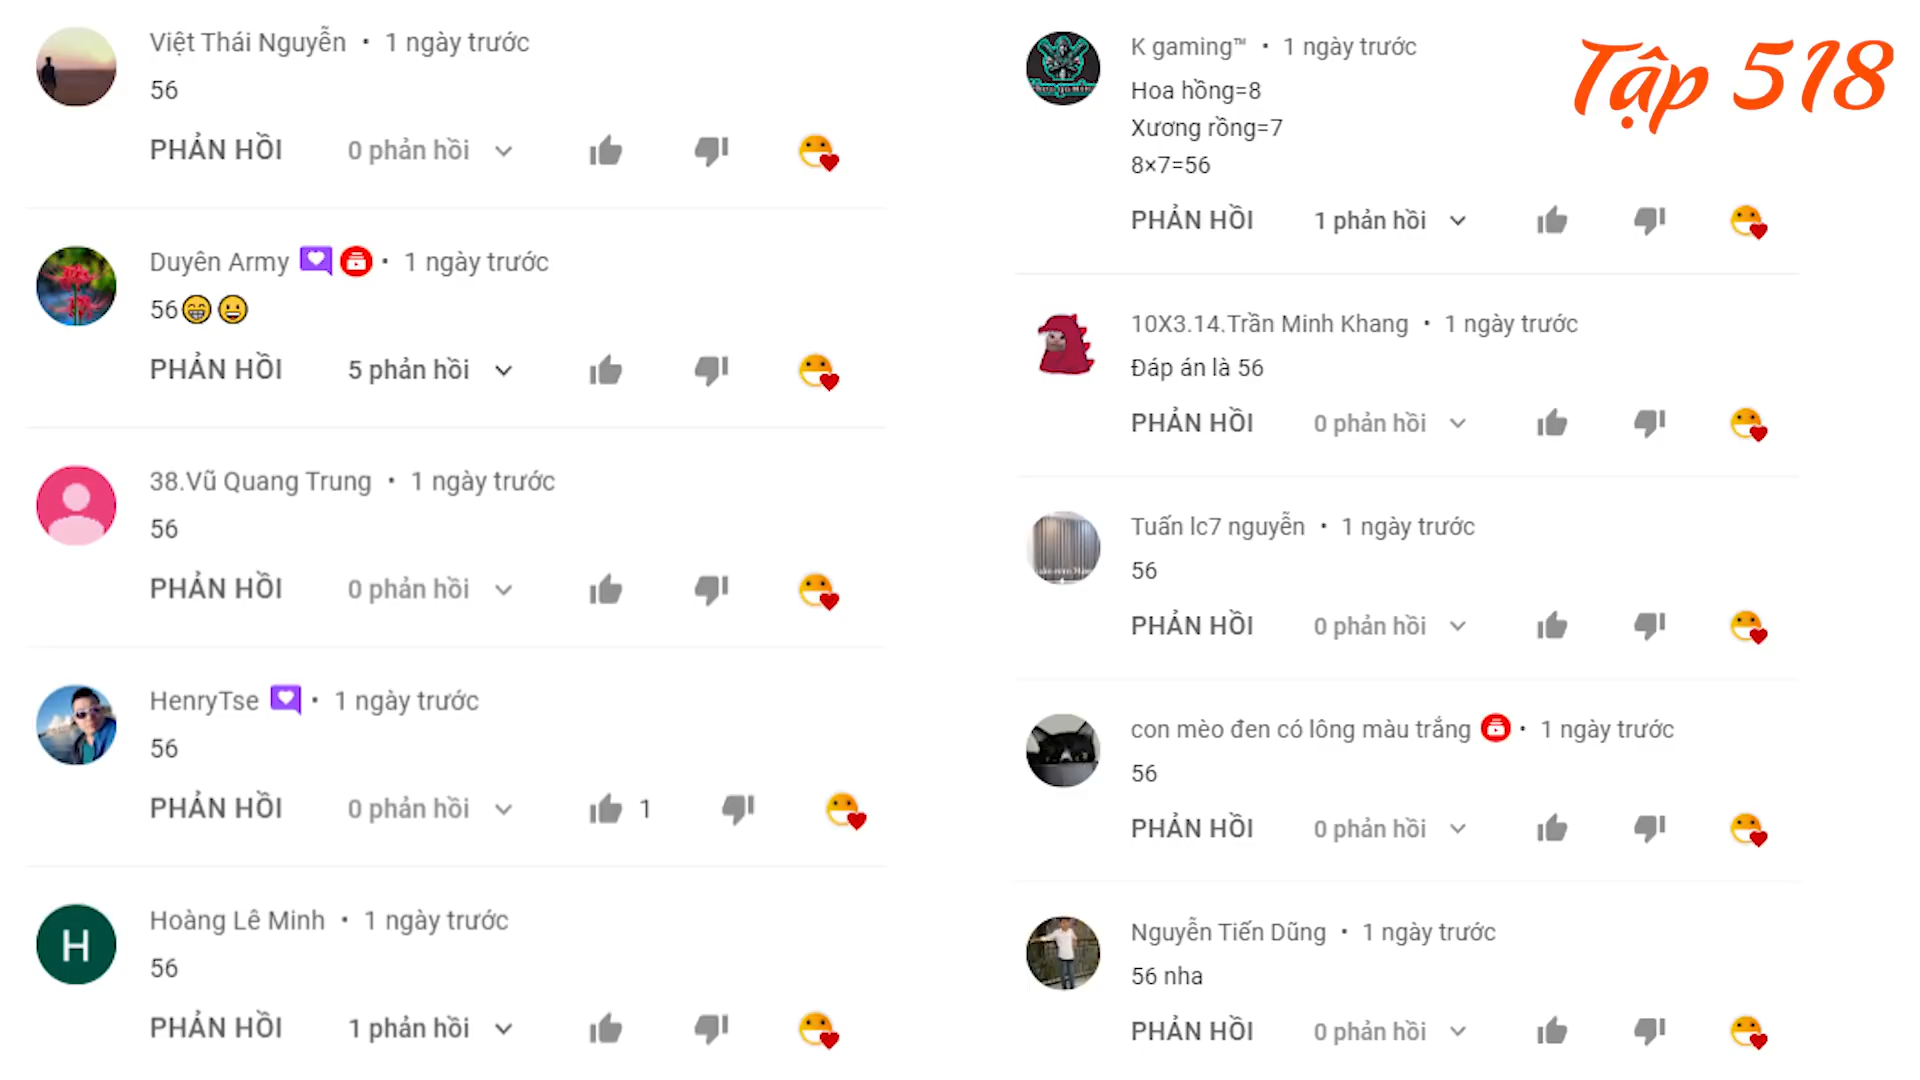 Việt Thái Nguyễn • 1 ngày trước
56
PHẢN HỒI 0 phản hồi
Duyên Army • 1 ngày trước
56
PHẢN HỒI 5 phản hồi
38.Vũ Quang Trung • 1 ngày trước
56
PHẢN HỒI 0 phản hồi
HenryTse • 1 ngày trước
56
PHẢN HỒI 0 phản hồi 1
H
Hoàng Lê Minh • 1 ngày trước
56
PHẢN HỒI 1 phản hồi
Tập 518
K gaming™ • 1 ngày trước
Hoa hồng=8
Xương rồng=7
8×7=56
PHẢN HỒI 1 phản hồi
10X3.14.Trần Minh Khang • 1 ngày trước
Đáp án là 56
PHẢN HỒI 0 phản hồi
Tuấn lc7 nguyễn • 1 ngày trước
56
PHẢN HỒI 0 phản hồi
con mèo đen có lông màu trắng • 1 ngày trước
56
PHẢN HỒI 0 phản hồi
Nguyễn Tiến Dũng • 1 ngày trước
56 nha
PHẢN HỒI 0 phản hồi